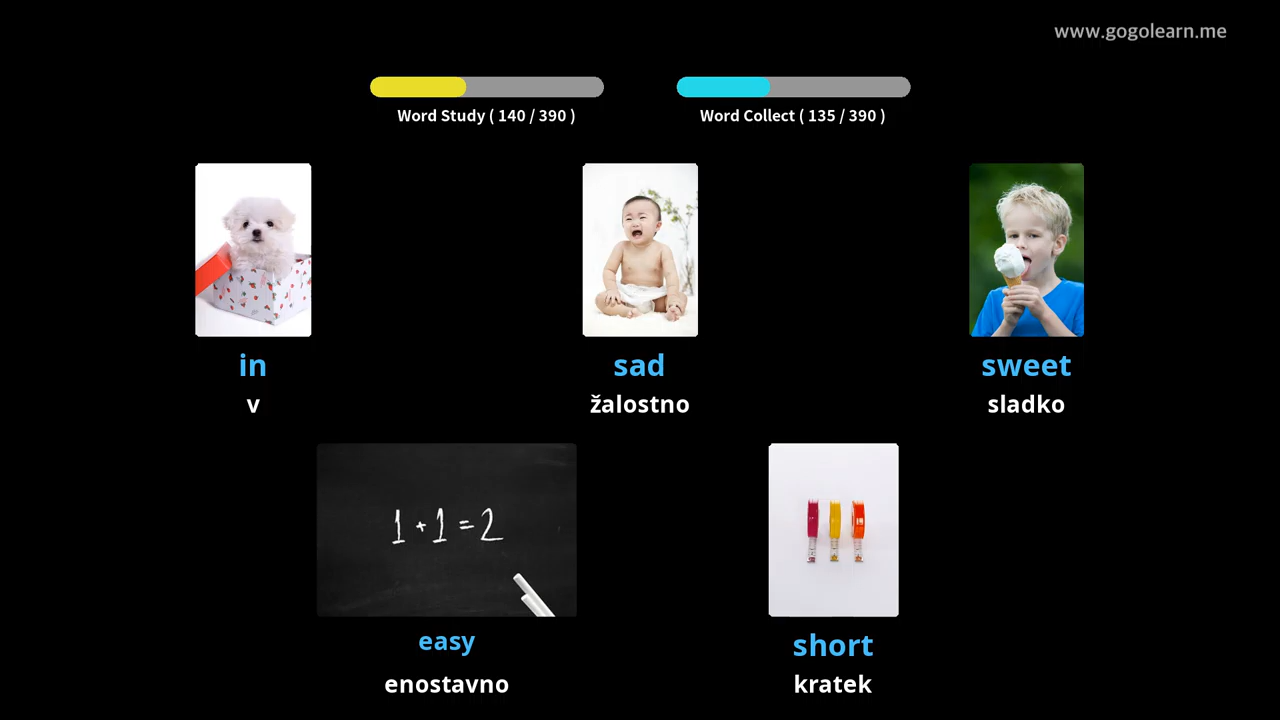 www.gogolearn.me
Word Study ( 140 / 390 )
Word Collect ( 135 / 390 )
in
v
sad
žalostno
sweet
sladko
1 + 1 = 2
easy
enostavno
short
kratek